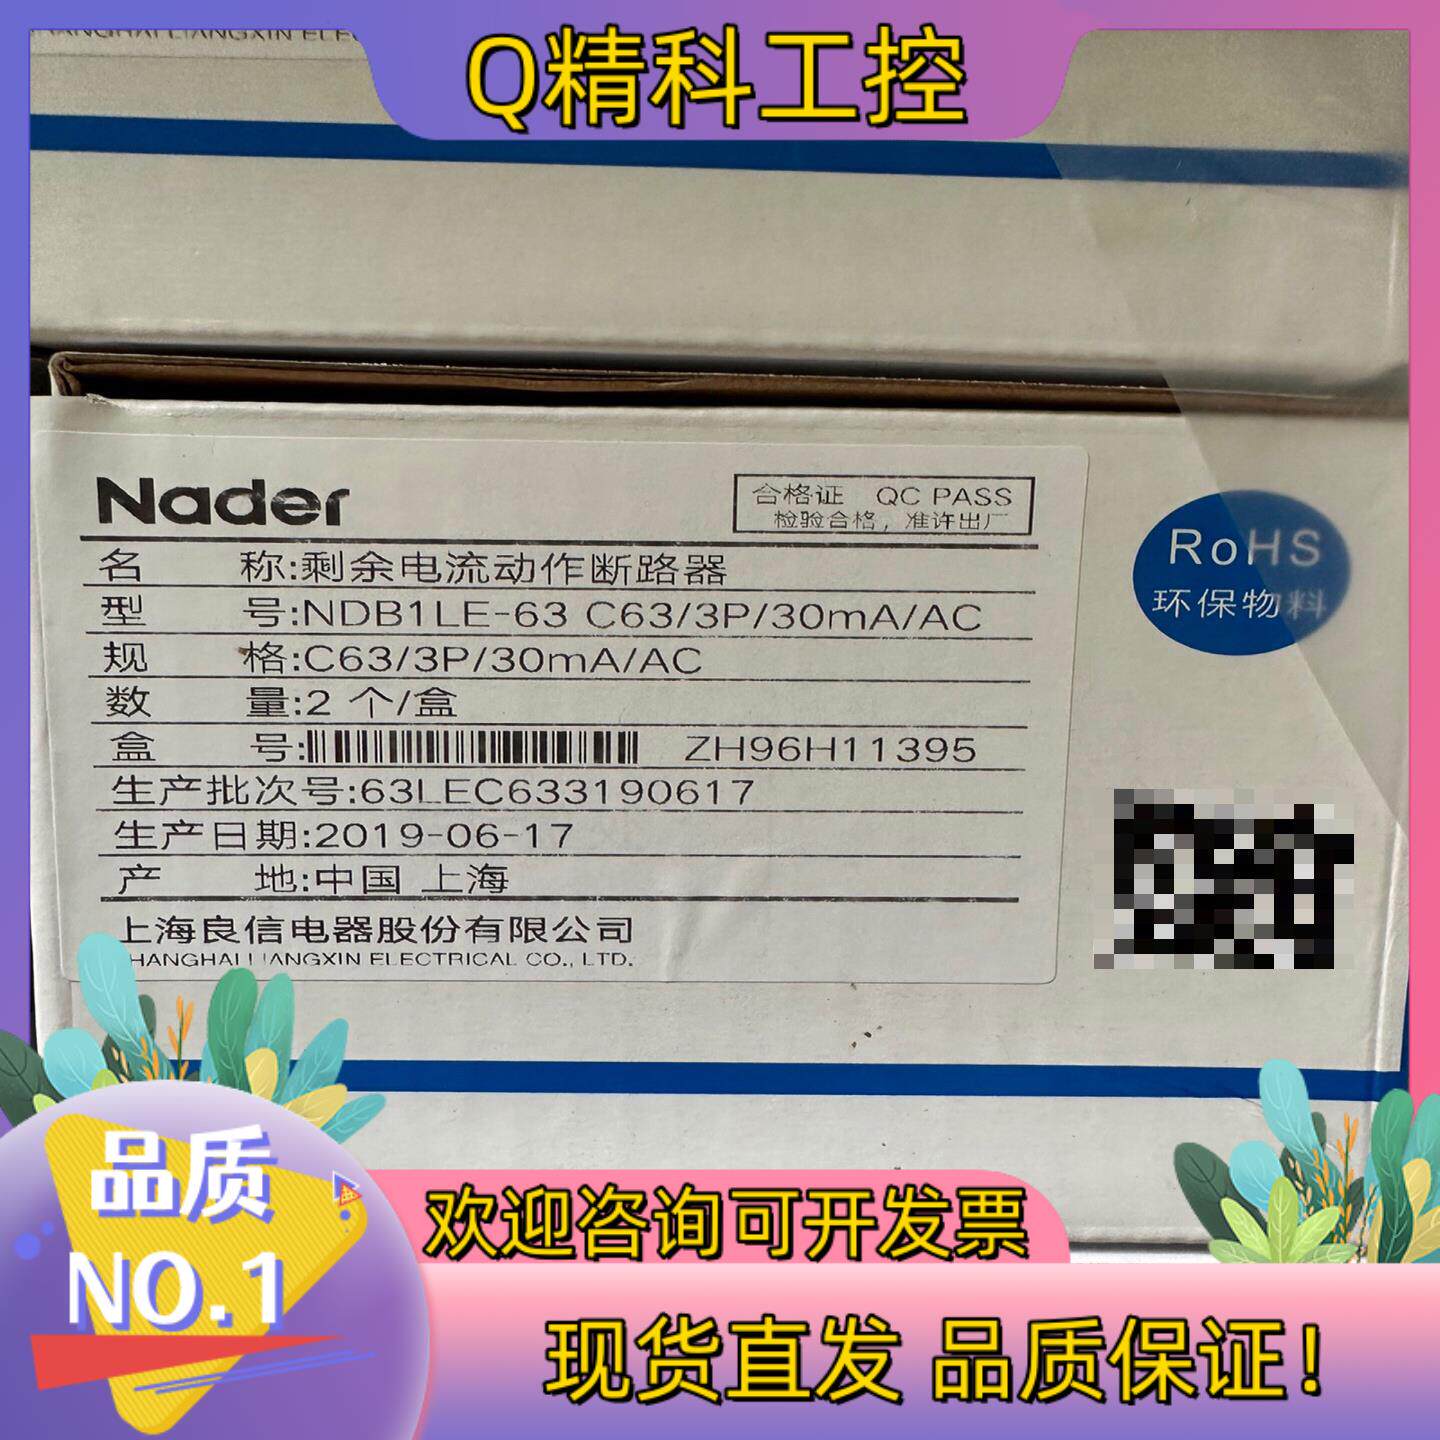 Q精科工控
Nader
合格证 QC PASS
检验合格，准许出厂
名 称:剩余电流动作断路器
型 号:NDB1LE-63 C63/3P/30mA/AC
规 格:C63/3P/30mA/AC
数 量:2 个/盒
盒 号: ZH96H11395
生产批次号:63LEC633190617
生产日期:2019-06-17
产 地:中国 上海
上海良信电器股份有限公司
SHANGHAI LIANGXIN ELECTRICAL CO., LTD.
RoHS
环保物料
品质
NO.1
欢迎咨询可开发票
现货直发 品质保证!